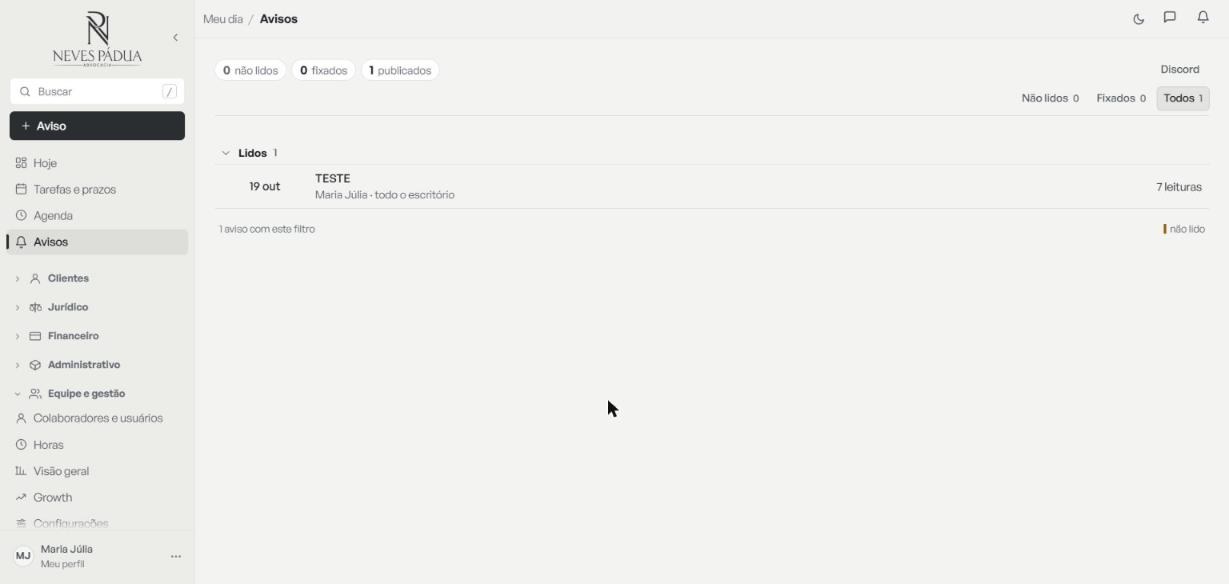 NEVES PÁDUA
ADVOCACIA
Buscar /
+ Aviso
Hoje
Tarefas e prazos
Agenda
Avisos
Clientes
Jurídico
Financeiro
Administrativo
Equipe e gestão
Colaboradores e usuários
Horas
Visão geral
Growth
Configurações
MJ Maria Júlia
Meu perfil
Meu dia / Avisos
0 não lidos 0 fixados 1 publicados
Discord
Não lidos 0 Fixados 0 Todos 1
Lidos 1
19 out
TESTE
Maria Júlia · todo o escritório
7 leituras
1 aviso com este filtro
não lido